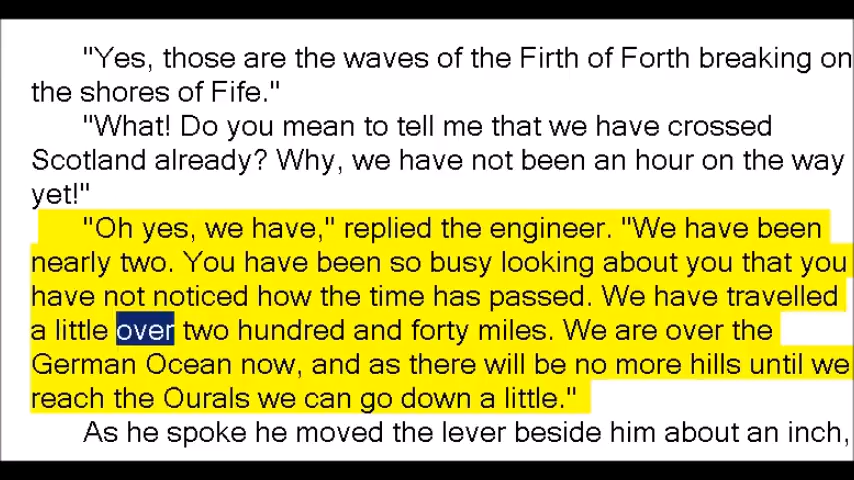 "Yes, those are the waves of the Firth of Forth breaking on
the shores of Fife."
"What! Do you mean to tell me that we have crossed
Scotland already? Why, we have not been an hour on the way
yet!"
"Oh yes, we have," replied the engineer. "We have been
nearly two. You have been so busy looking about you that you
have not noticed how the time has passed. We have travelled
a little over two hundred and forty miles. We are over the
German Ocean now, and as there will be no more hills until we
reach the Ourals we can go down a little."
As he spoke he moved the lever beside him about an inch,